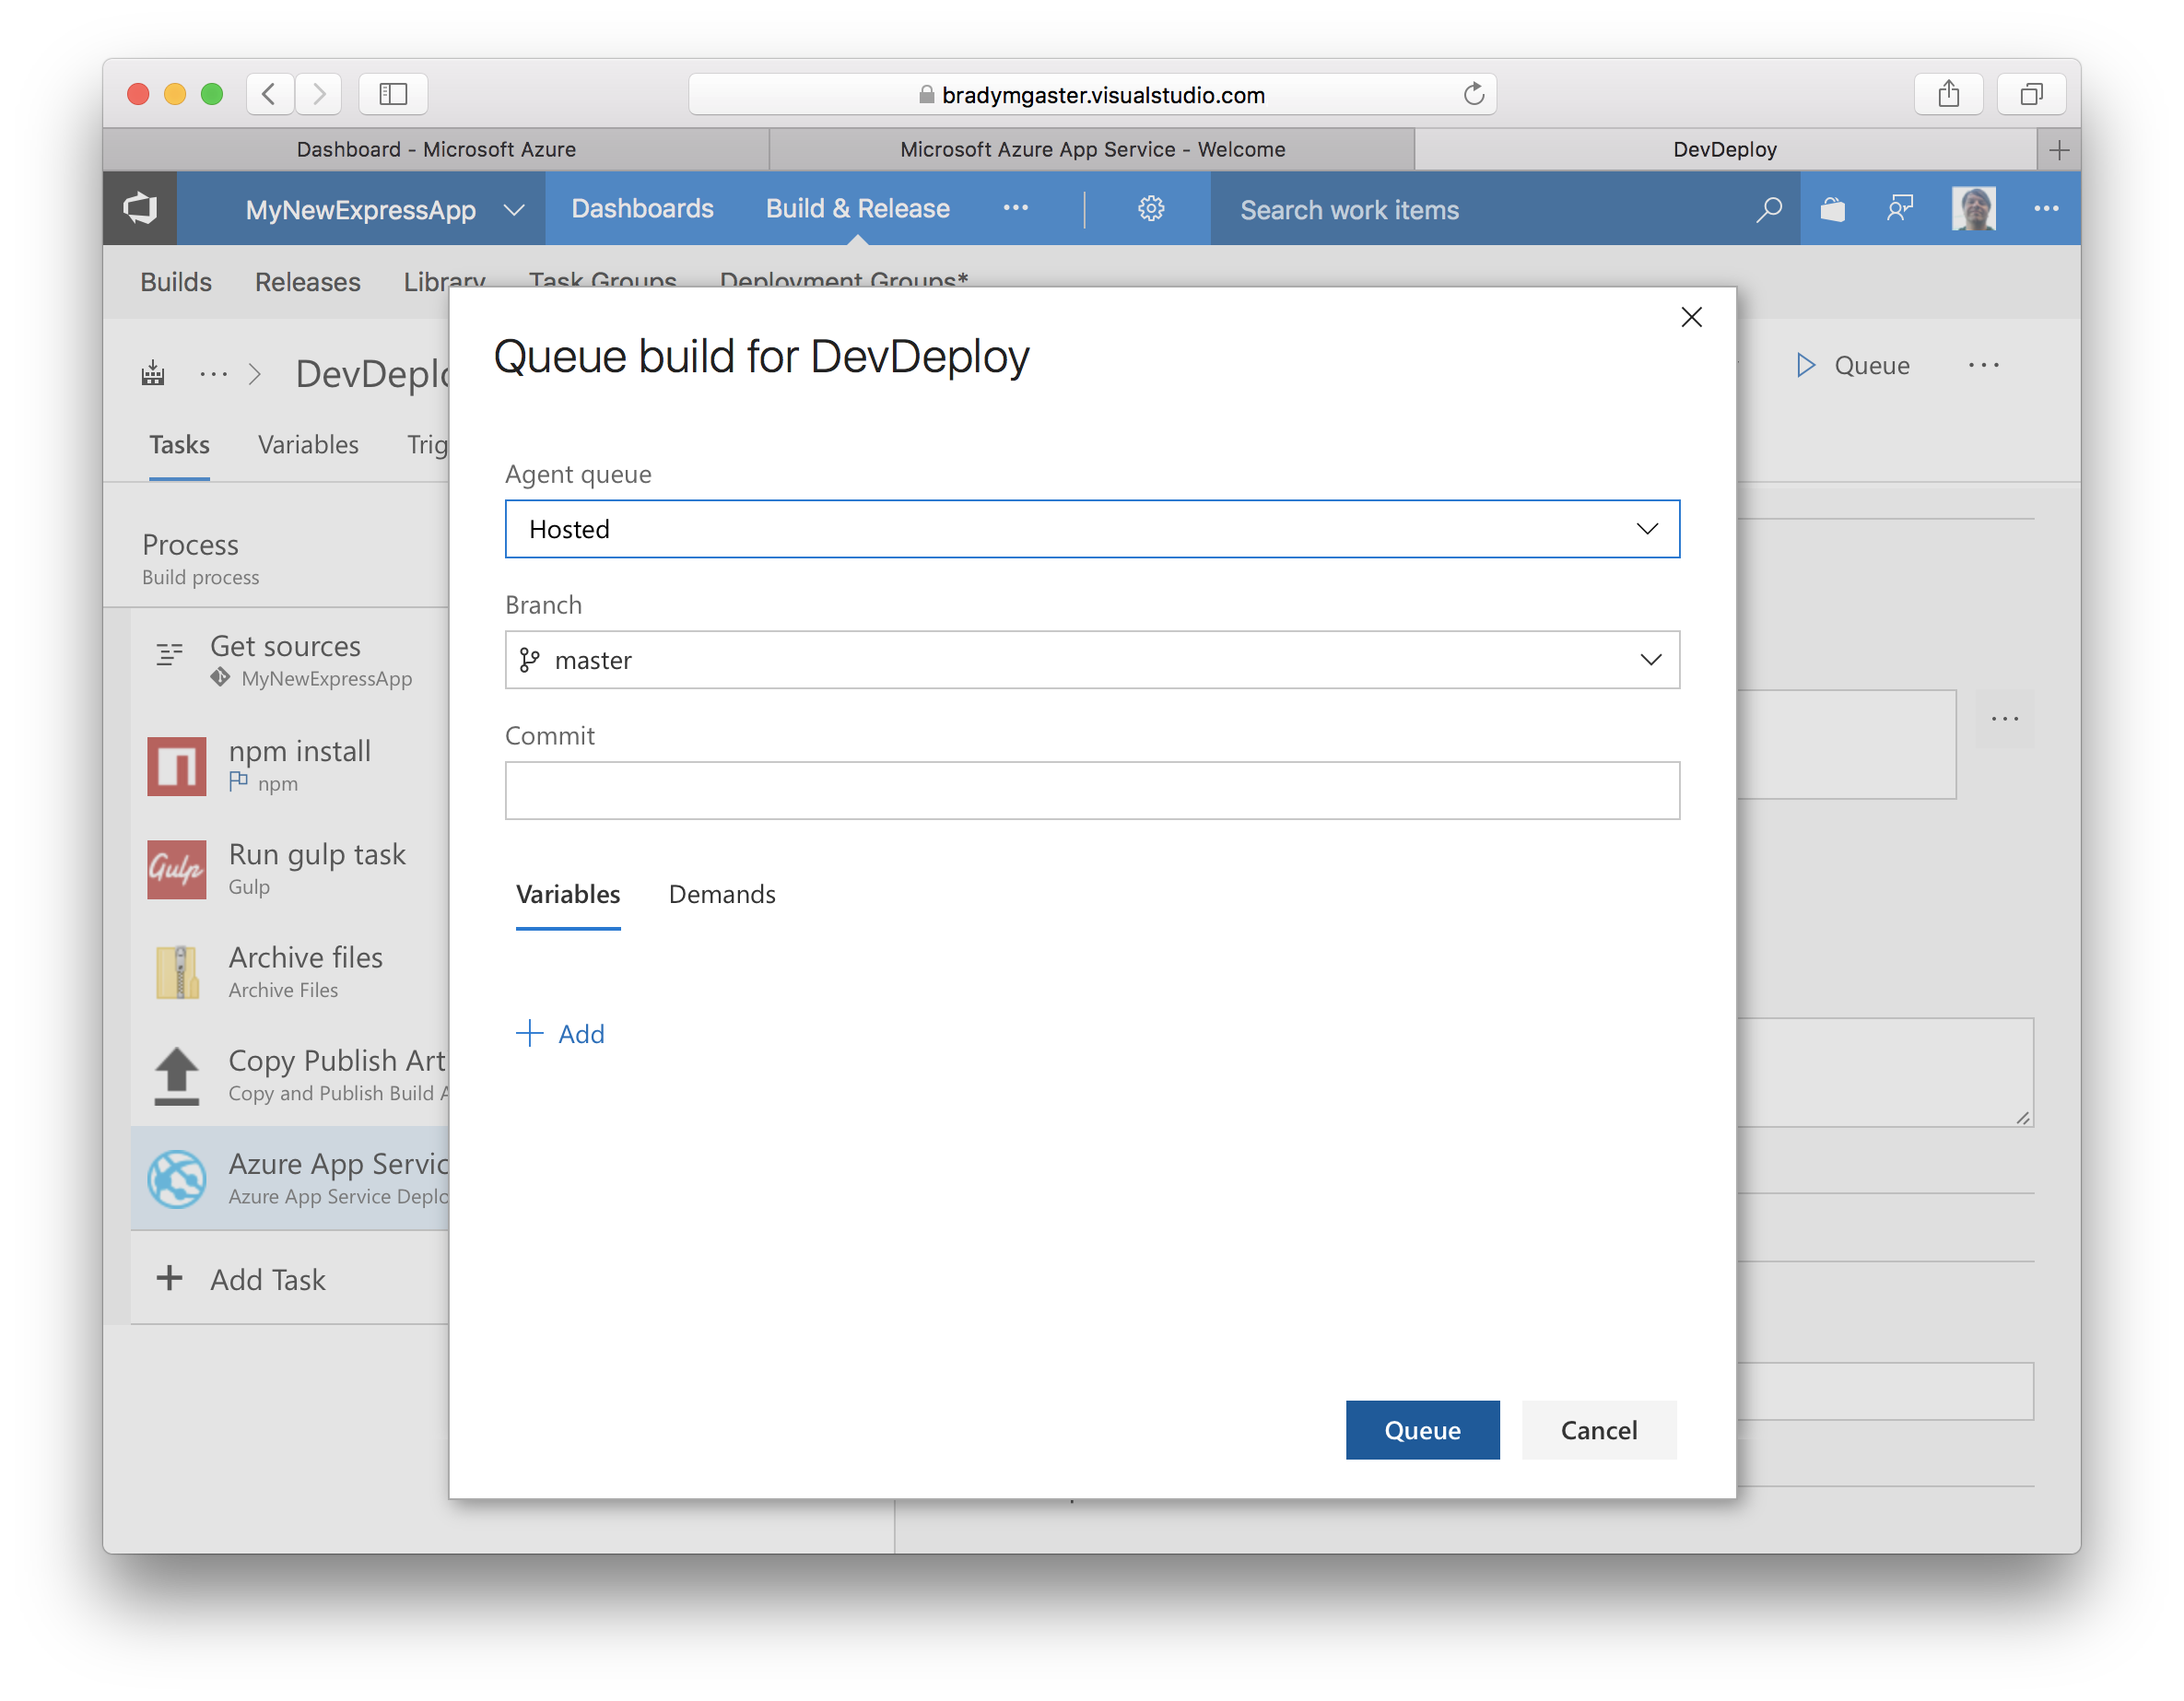 bradymgaster.visualstudio.com
Dashboard - Microsoft Azure
Microsoft Azure App Service - Welcome
DevDeploy
MyNewExpressApp
Dashboards
Build & Release
Search work items
Builds
Releases
Library
Task Groups
Deployment Groups*
DevDeplo
Queue
Tasks
Variables
Trig
Process
Build process
Get sources
MyNewExpressApp
npm install
npm
Run gulp task
Gulp
Gulp
Archive files
Archive Files
Copy Publish Art
Copy and Publish Build A
Azure App Servic
Azure App Service Deplo
Add Task
Queue build for DevDeploy
Agent queue
Hosted
Branch
master
Commit
Variables
Demands
Add
Queue
Cancel